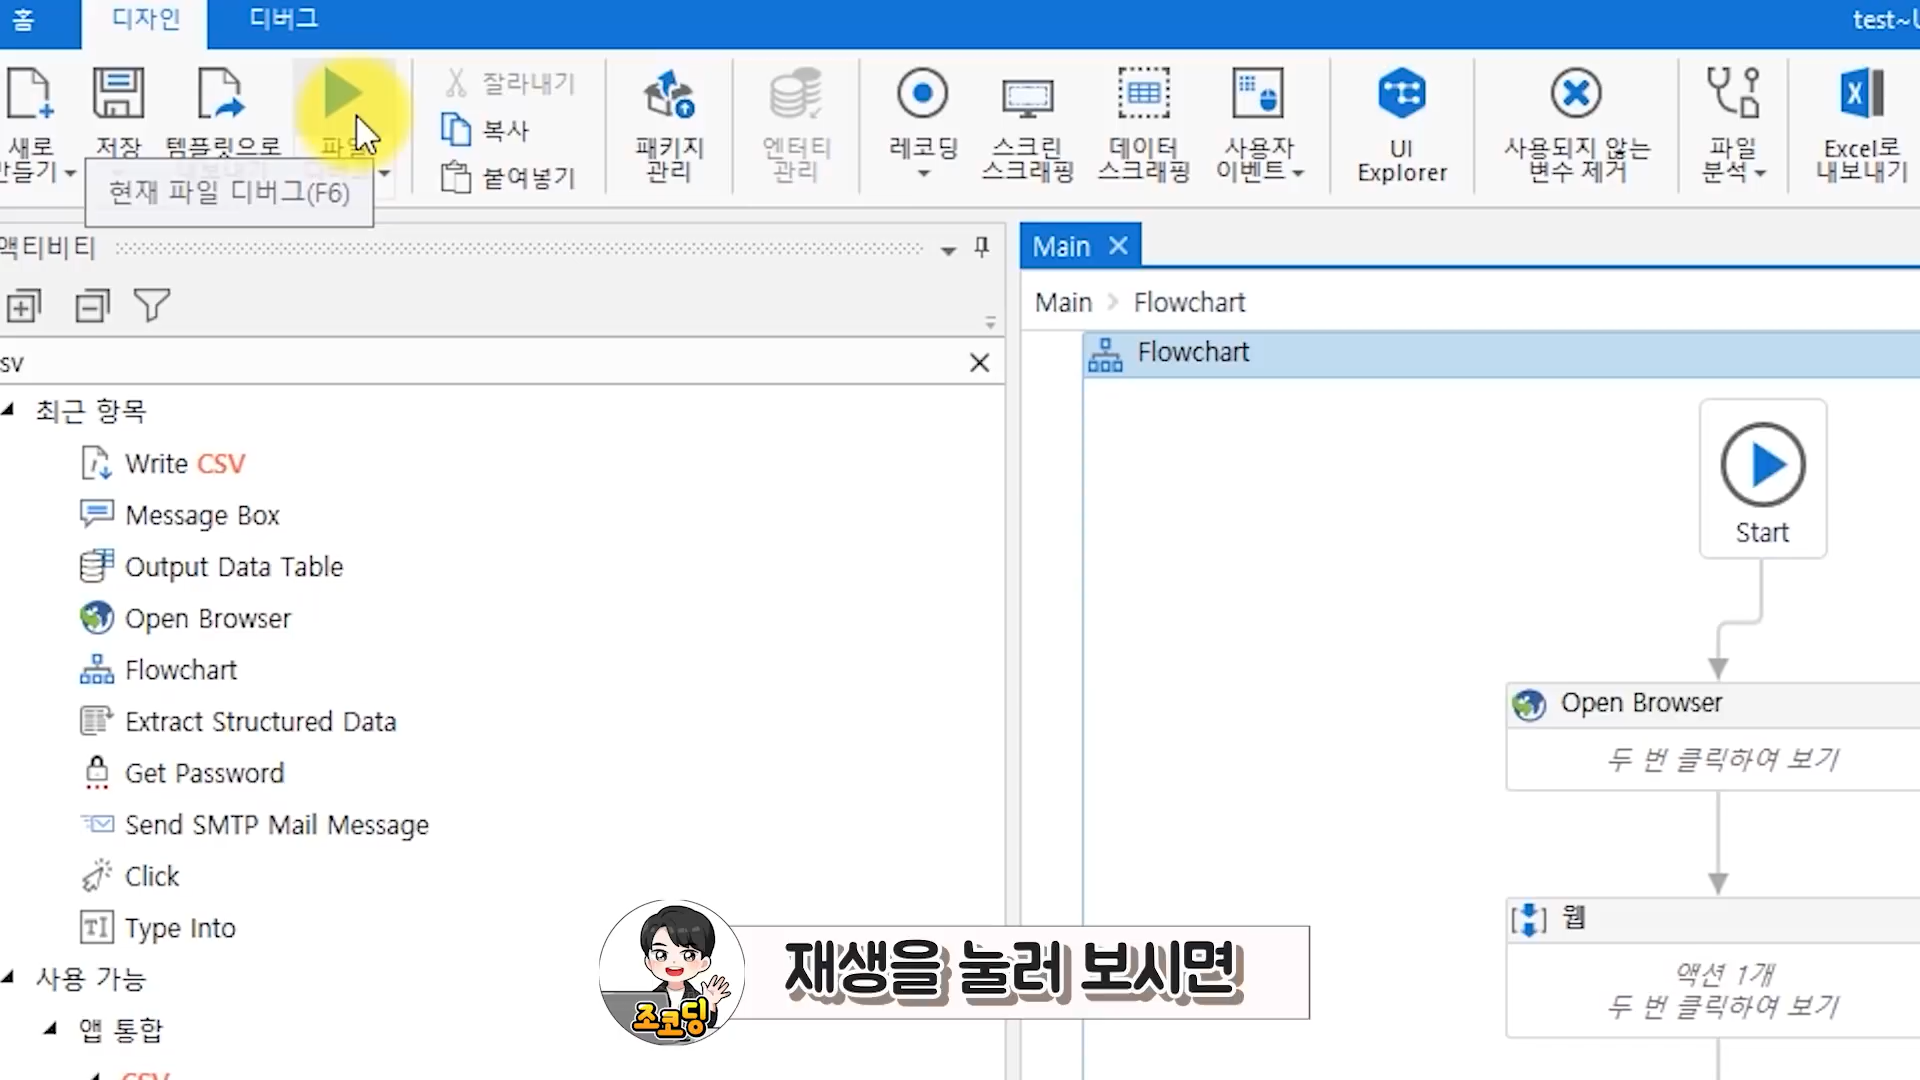 홈
디자인
디버그
test~U
새로
만들기
저장
템플릿으로
파일
잘라내기
복사
붙여넣기
패키지
관리
엔터티
관리
레코딩
스크린
스크래핑
데이터
스크래핑
사용자
이벤트
UI
Explorer
사용되지 않는
변수 제거
파일
분석
Excel로
내보내기
현재 파일 디버그(F6)
액티비티
sv
최근 항목
Write CSV
Message Box
Output Data Table
Open Browser
Flowchart
Extract Structured Data
Get Password
Send SMTP Mail Message
Click
Type Into
사용 가능
앱 통합
CSV
Main
Main > Flowchart
Flowchart
Start
Open Browser
두 번 클릭하여 보기
웹
액션 1개
두 번 클릭하여 보기
조코딩
재생을 눌러 보시면